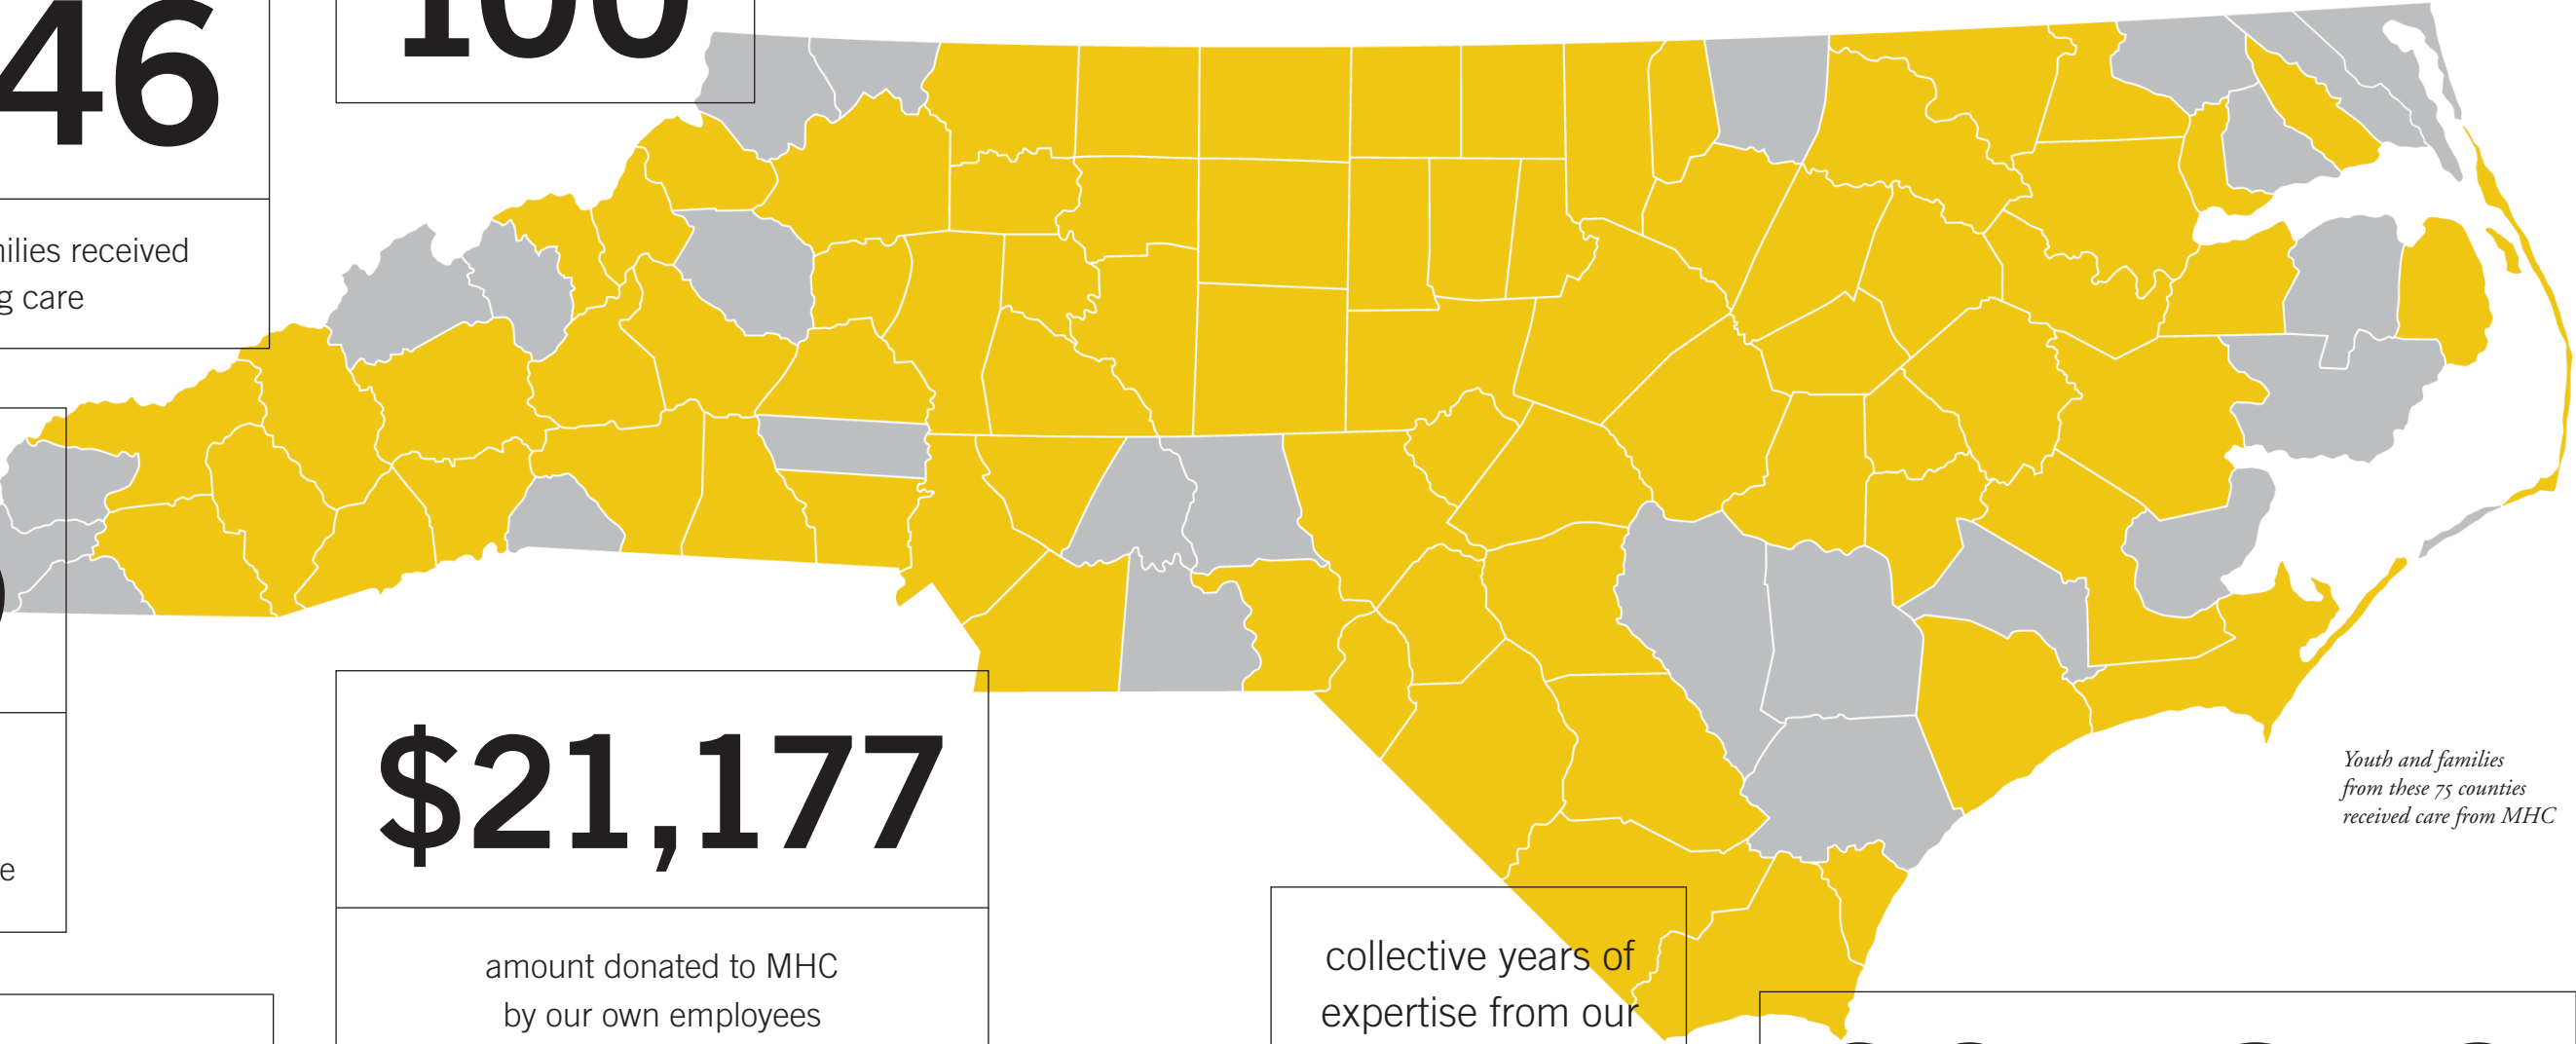 46
100
received
care
$21,177
amount donated to MHC
by our own employees
collective years of
expertise from our
Youth and families
from these 75 counties
received care from MHC